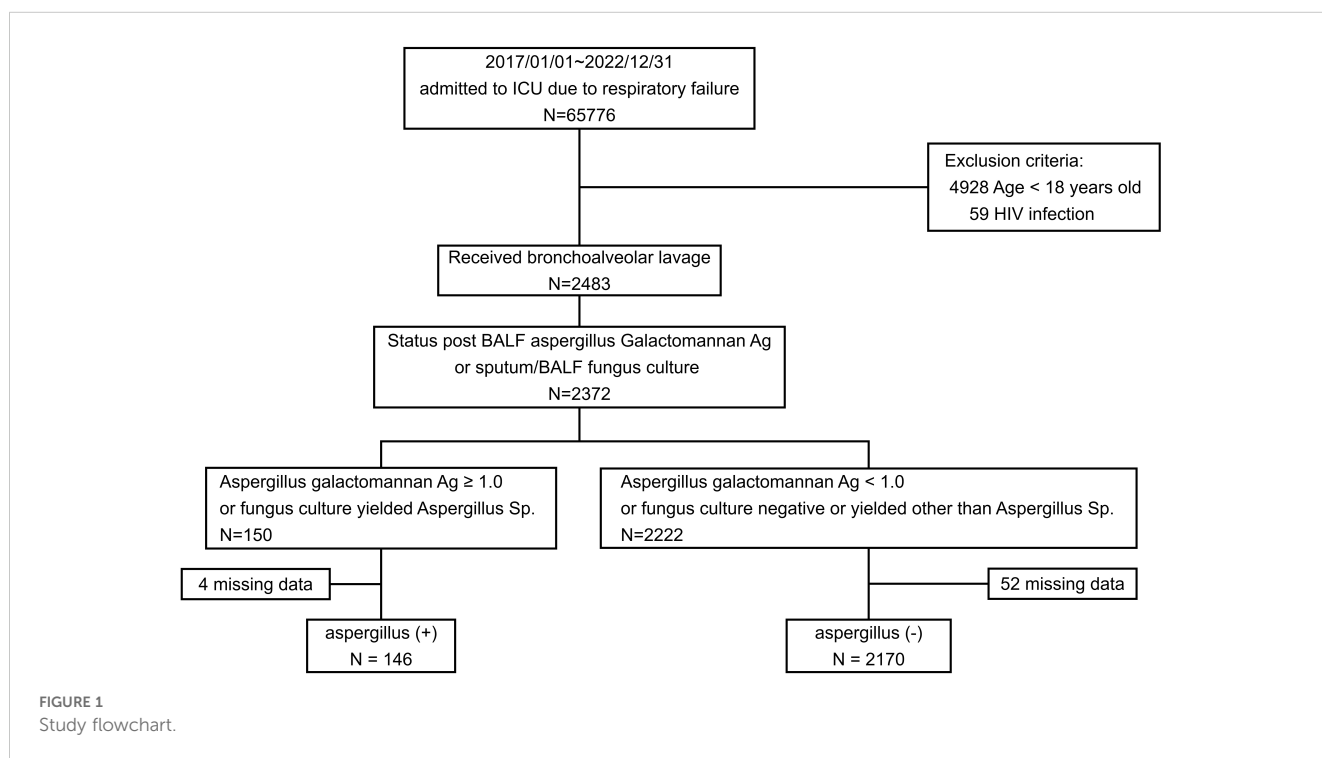 2017/01/01~2022/12/31
admitted to ICU due to respiratory failure
N=65776
Exclusion criteria:
4928 Age < 18 years old
59 HIV infection
Received bronchoalveolar lavage
N=2483
Status post BALF aspergillus Galactomannan Ag
or sputum/BALF fungus culture
N=2372
Aspergillus galactomannan Ag ≥ 1.0
or fungus culture yielded Aspergillus Sp.
N=150
Aspergillus galactomannan Ag < 1.0
or fungus culture negative or yielded other than Aspergillus Sp.
N=2222
4 missing data
52 missing data
aspergillus (+)
N = 146
aspergillus (-)
N = 2170
FIGURE 1
Study flowchart.